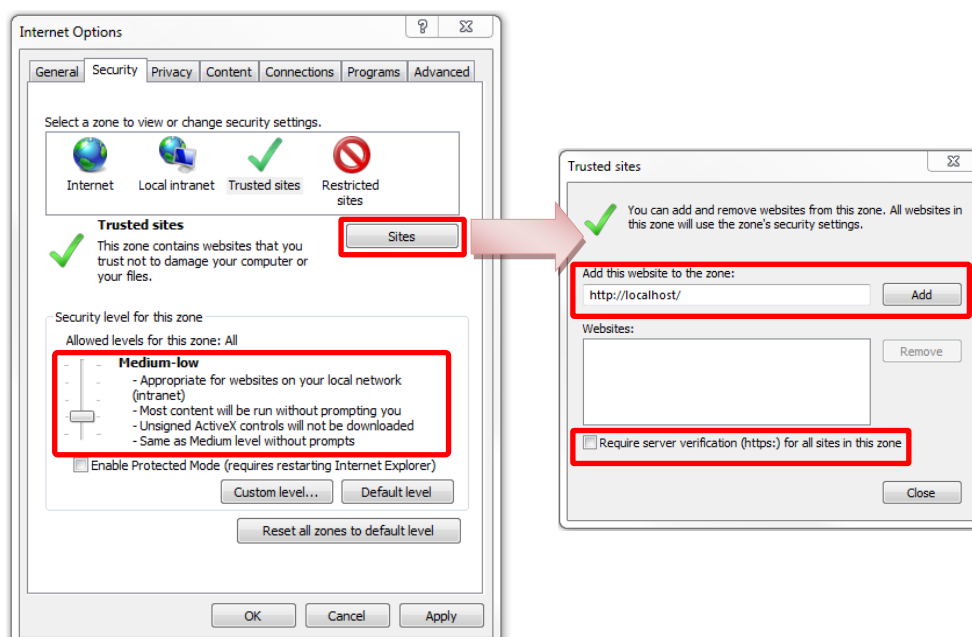 Internet Options
General Security Privacy Content Connections Programs Advanced
Select a zone to view or change security settings.
Internet Local intranet Trusted sites Restricted
sites
Trusted sites
Sites
This zone contains websites that you
trust not to damage your computer or
your files.
Security level for this zone
Allowed levels for this zone: All
Medium-low
- Appropriate for websites on your local network
(intranet)
- Most content will be run without prompting you
- Unsigned ActiveX controls will not be downloaded
- Same as Medium level without prompts
Enable Protected Mode (requires restarting Internet Explorer)
Custom level... Default level
Reset all zones to default level
OK Cancel Apply
Trusted sites
You can add and remove websites from this zone. All websites in
this zone will use the zone's security settings.
Add this website to the zone:
http://localhost/ Add
Websites:
Remove
Require server verification (https:) for all sites in this zone
Close